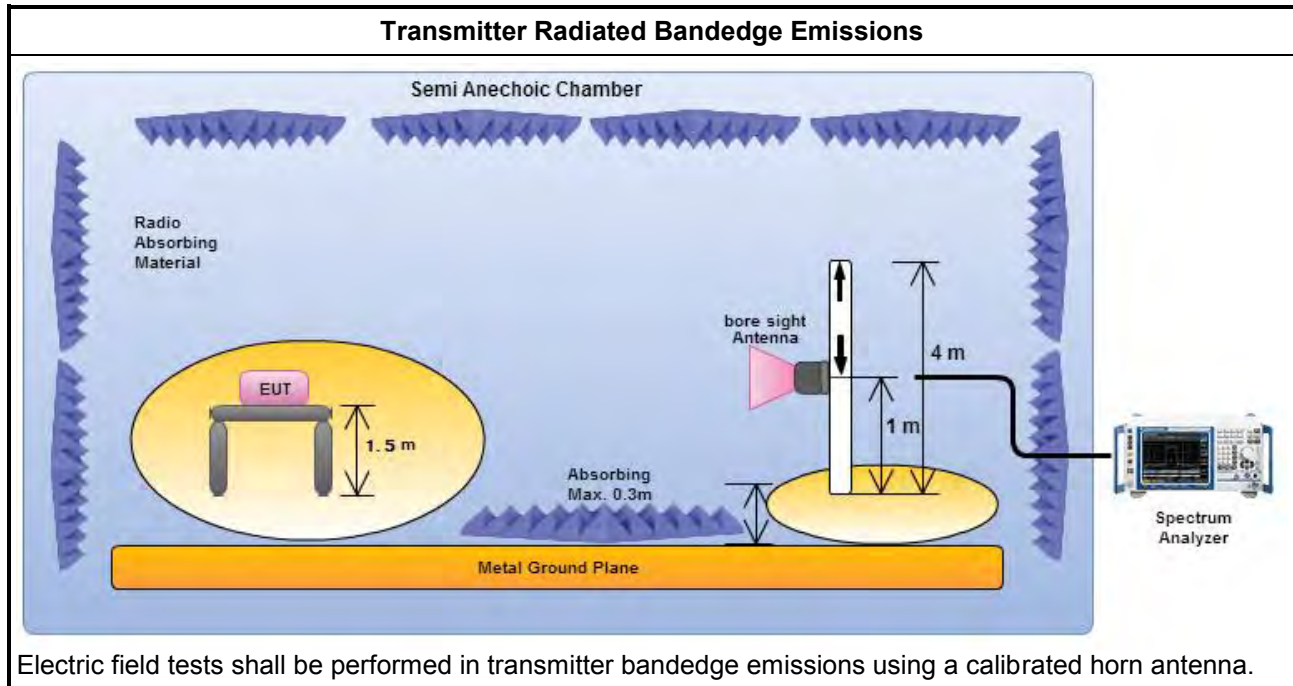 Transmitter Radiated Bandedge Emissions
Semi Anechoic Chamber
Radio
Absorbing
Material
bore sight
Antenna
4 m
EUT
1 m
1.5 m
Absorbing
Max. 0.3m
Spectrum
Analyzer
Metal Ground Plane
Electric field tests shall be performed in transmitter bandedge emissions using a calibrated horn antenna.